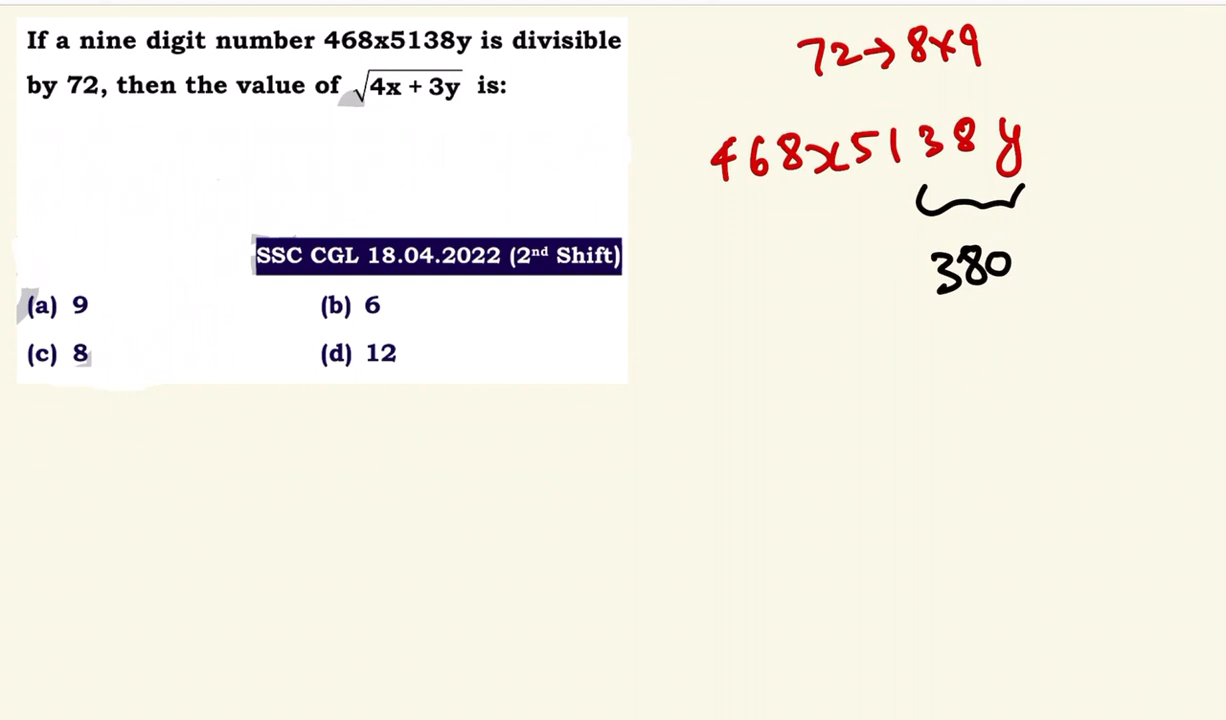 If a nine digit number 468x5138y is divisible
by 72, then the value of √4x + 3y is:
SSC CGL 18.04.2022 (2nd Shift)
(a) 9 (b) 6
(c) 8 (d) 12
72→8×9
468x5138y
380